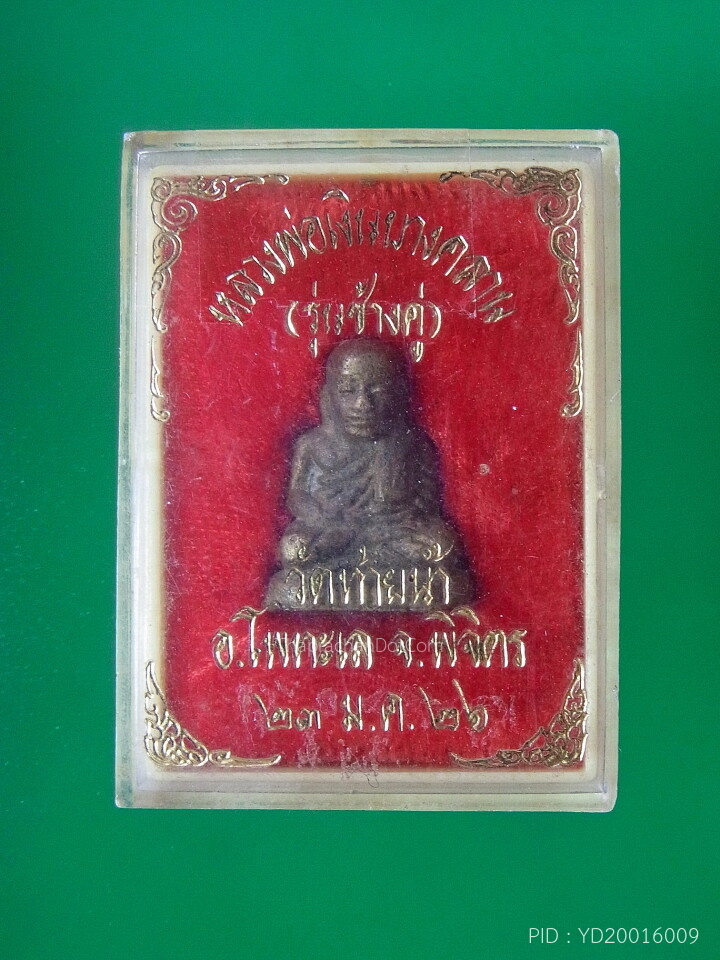 หลวงพ่อเงินบางคลาน
(รุ่นช้างคู่)
วัดท้ายน้ำ
อ.โพทะเล จ.พิจิตร
๒๓ ม.ค. ๒๖
PID : YD20016009